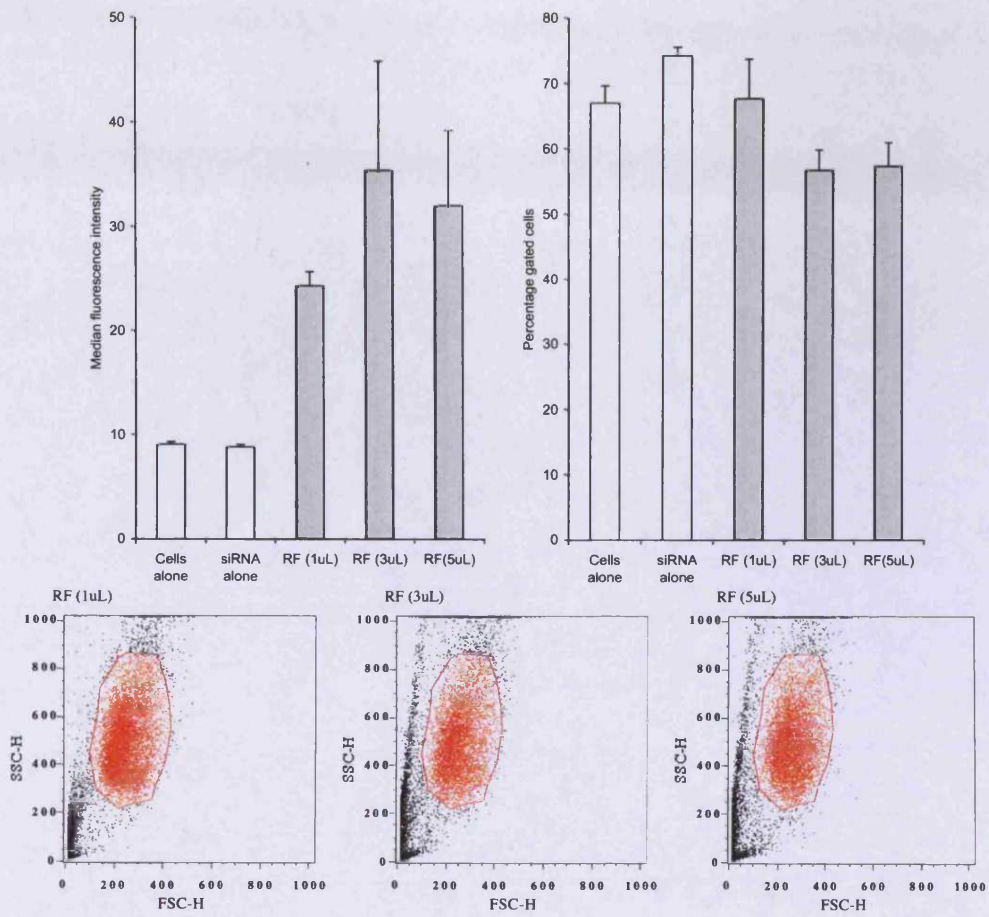 50
40
30
20
10
0
Median fluorescence intensity
Cells alone
siRNA alone
RF (1uL)
RF (3uL)
RF(5uL)
80
70
60
50
40
30
20
10
0
Percentage gated cells
Cells alone
siRNA alone
RF (1uL)
RF (3uL)
RF(5uL)
RF (1uL)
1000
800
600
400
200
0
SSC-H
0 200 400 600 800 1000
FSC-H
RF (3uL)
1000
800
600
400
200
0
SSC-H
0 200 400 600 800 1000
FSC-H
RF (5uL)
1000
800
600
400
200
0
SSC-H
0 200 400 600 800 1000
FSC-H